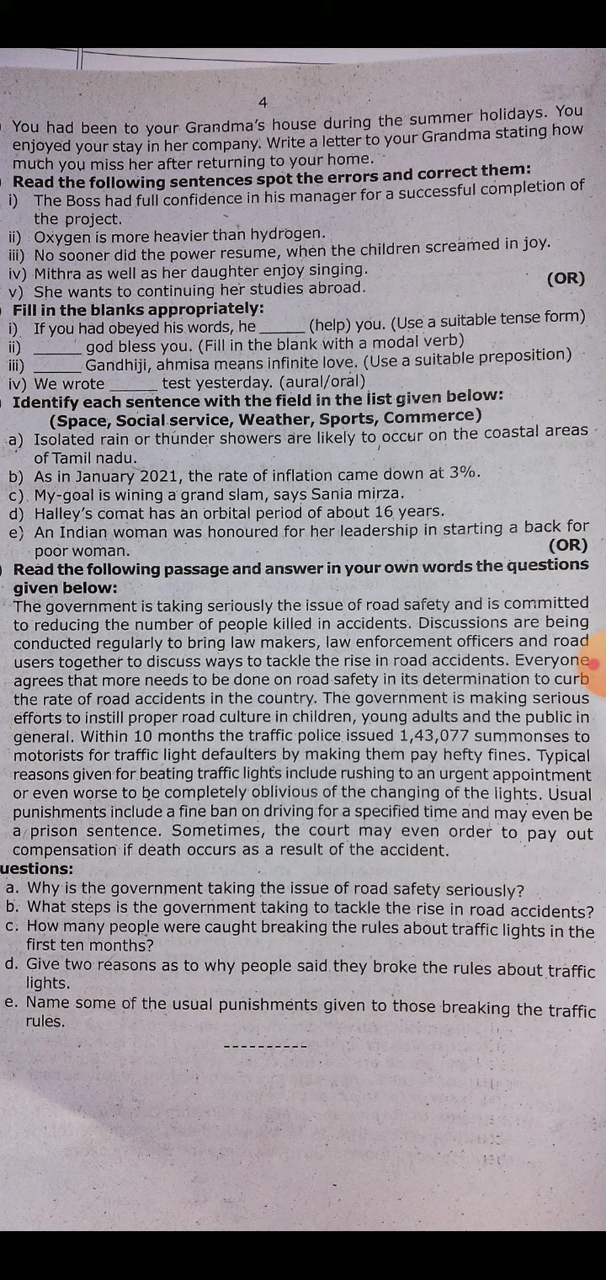 4
You had been to your Grandma's house during the summer holidays. You
enjoyed your stay in her company. Write a letter to your Grandma stating how
much you miss her after returning to your home.
Read the following sentences spot the errors and correct them:
i) The Boss had full confidence in his manager for a successful completion of
the project.
ii) Oxygen is more heavier than hydrogen.
iii) No sooner did the power resume, when the children screamed in joy.
iv) Mithra as well as her daughter enjoy singing.
v) She wants to continuing her studies abroad. (OR)
Fill in the blanks appropriately:
i) If you had obeyed his words, he ______ (help) you. (Use a suitable tense form)
ii) ______ god bless you. (Fill in the blank with a modal verb)
iii) ______ Gandhiji, ahmisa means infinite love. (Use a suitable preposition)
iv) We wrote ______ test yesterday. (aural/oral)
Identify each sentence with the field in the list given below:
(Space, Social service, Weather, Sports, Commerce)
a) Isolated rain or thunder showers are likely to occur on the coastal areas
of Tamil nadu.
b) As in January 2021, the rate of inflation came down at 3%.
c) My-goal is wining a grand slam, says Sania mirza.
d) Halley's comat has an orbital period of about 16 years.
e) An Indian woman was honoured for her leadership in starting a back for
poor woman. (OR)
Read the following passage and answer in your own words the questions
given below:
The government is taking seriously the issue of road safety and is committed
to reducing the number of people killed in accidents. Discussions are being
conducted regularly to bring law makers, law enforcement officers and road
users together to discuss ways to tackle the rise in road accidents. Everyone
agrees that more needs to be done on road safety in its determination to curb
the rate of road accidents in the country. The government is making serious
efforts to instill proper road culture in children, young adults and the public in
general. Within 10 months the traffic police issued 1,43,077 summonses to
motorists for traffic light defaulters by making them pay hefty fines. Typical
reasons given for beating traffic lights include rushing to an urgent appointment
or even worse to be completely oblivious of the changing of the lights. Usual
punishments include a fine ban on driving for a specified time and may even be
a prison sentence. Sometimes, the court may even order to pay out
compensation if death occurs as a result of the accident.
uestions:
a. Why is the government taking the issue of road safety seriously?
b. What steps is the government taking to tackle the rise in road accidents?
c. How many people were caught breaking the rules about traffic lights in the
first ten months?
d. Give two reasons as to why people said they broke the rules about traffic
lights.
e. Name some of the usual punishments given to those breaking the traffic
rules.
----------